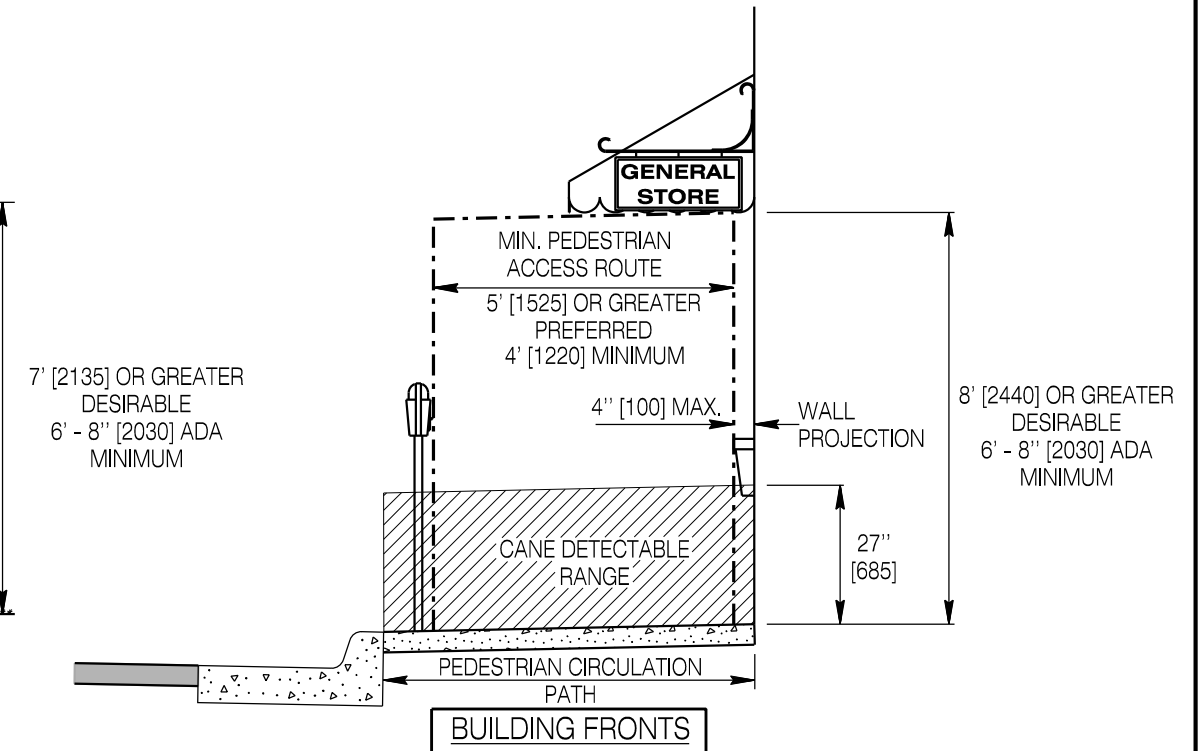 GENERAL
STORE
MIN. PEDESTRIAN
ACCESS ROUTE
5' [1525] OR GREATER
PREFERRED
4' [1220] MINIMUM
7' [2135] OR GREATER
DESIRABLE
6' - 8'' [2030] ADA
MINIMUM
4'' [100] MAX.
WALL
PROJECTION
8' [2440] OR GREATER
DESIRABLE
6' - 8'' [2030] ADA
MINIMUM
CANE DETECTABLE
RANGE
27''
[685]
PEDESTRIAN CIRCULATION
PATH
BUILDING FRONTS